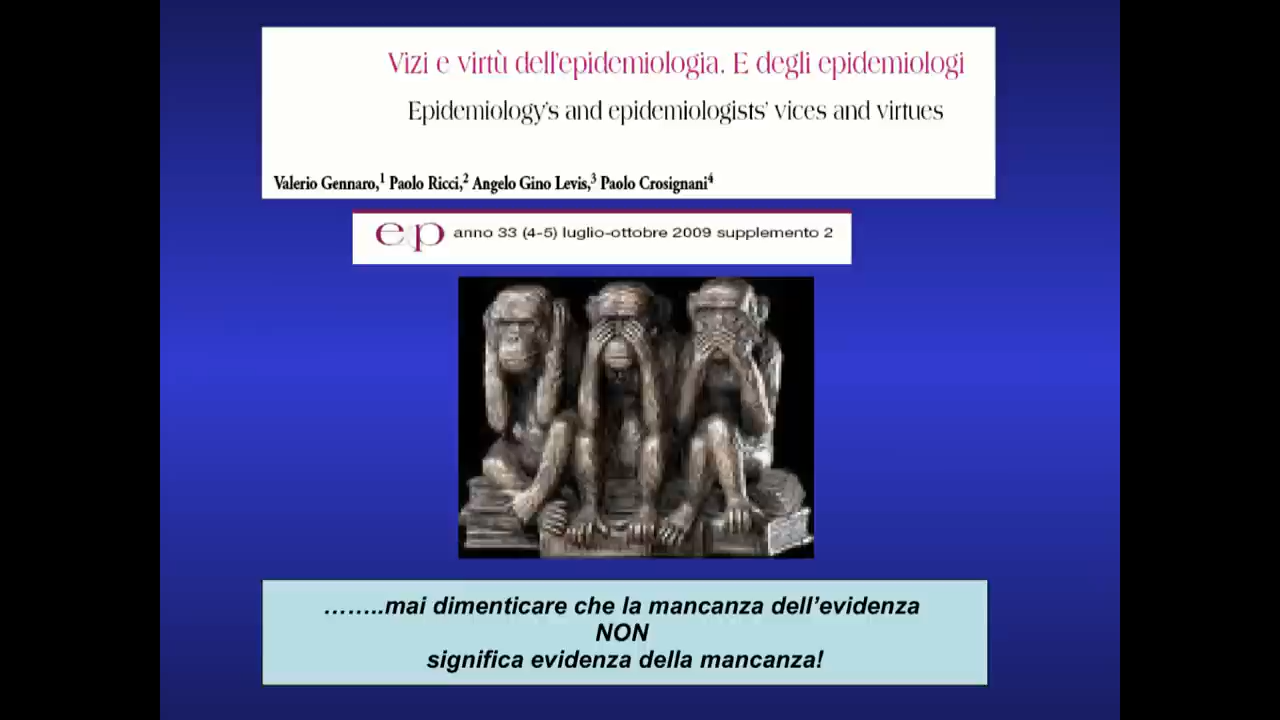 Vizi e virtù dell'epidemiologia. E degli epidemiologi
Epidemiology's and epidemiologists' vices and virtues
Valerio Gennaro,¹ Paolo Ricci,² Angelo Gino Levis,³ Paolo Crosignani⁴
e&p anno 33 (4-5) luglio-ottobre 2009 supplemento 2
……..mai dimenticare che la mancanza dell’evidenza
NON
significa evidenza della mancanza!